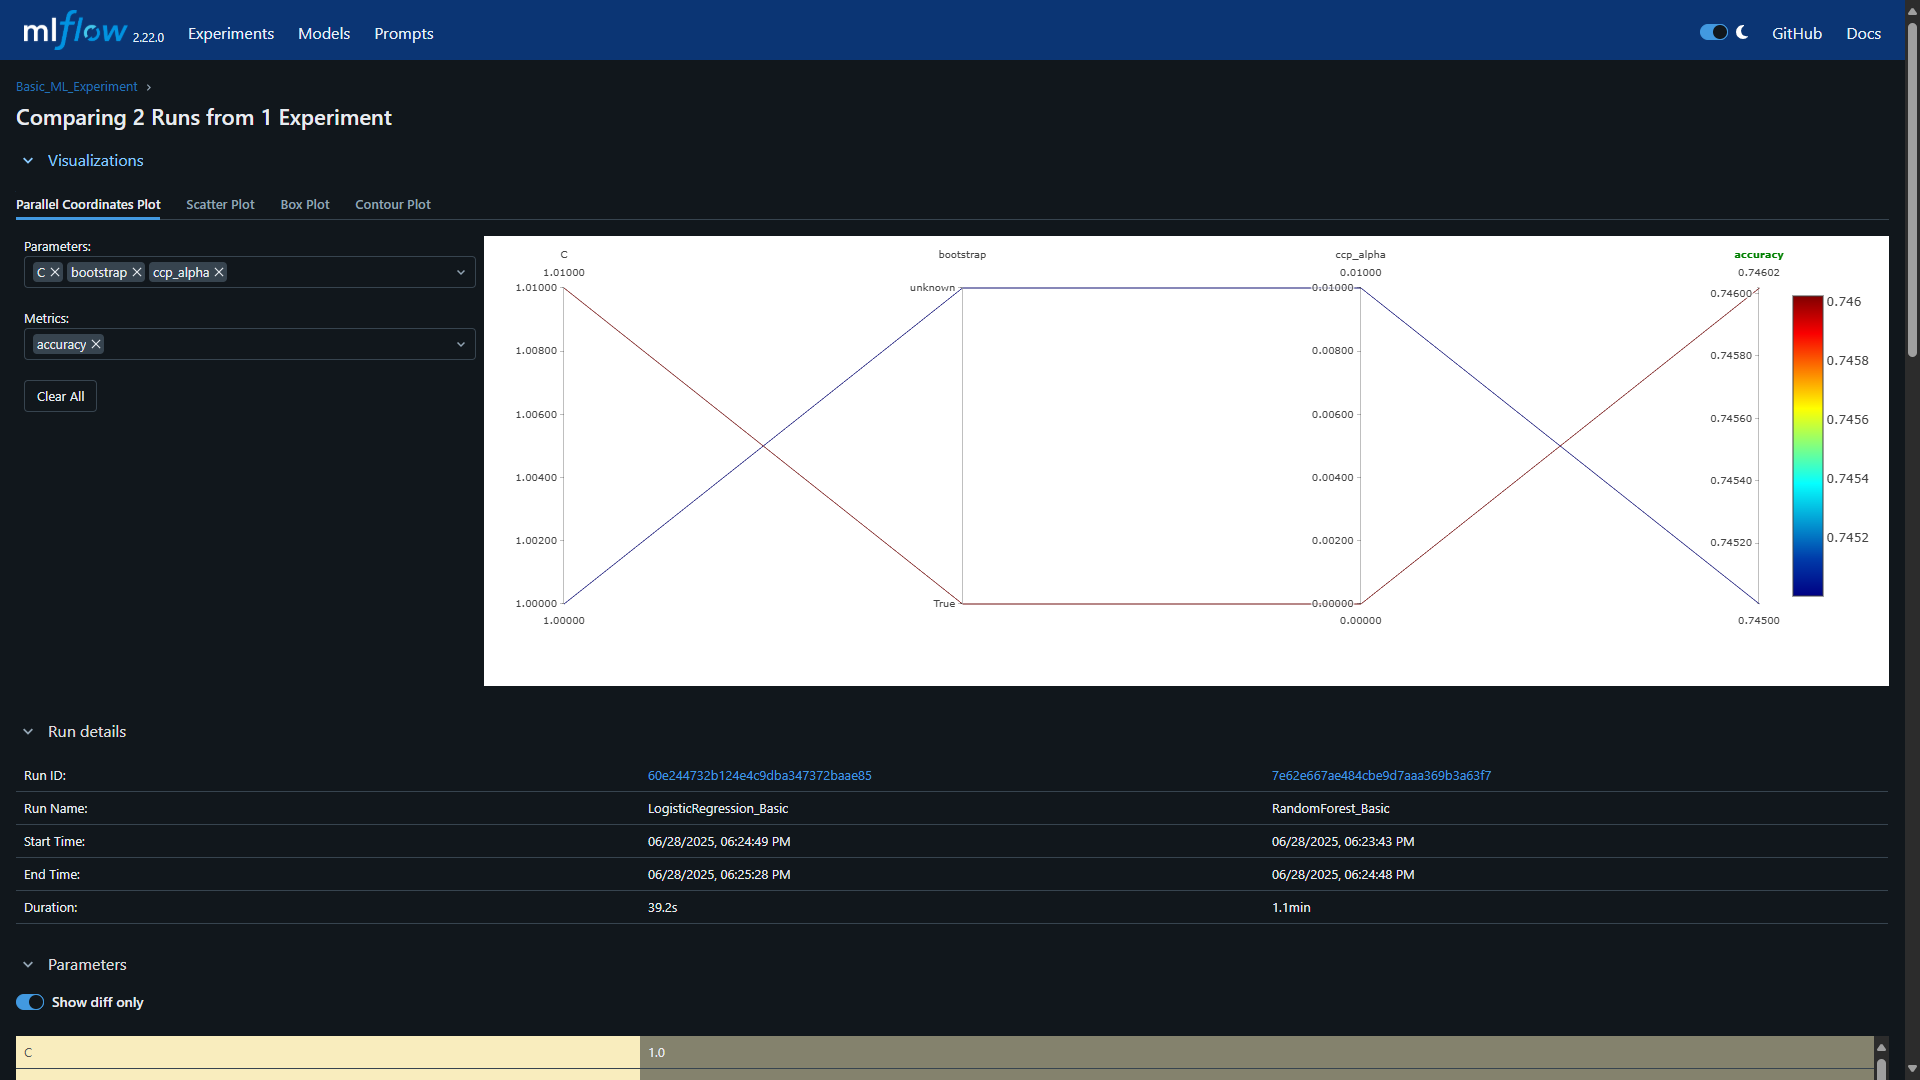 mlflow 2.22.0 Experiments Models Prompts GitHub Docs
Basic_ML_Experiment
Comparing 2 Runs from 1 Experiment
Visualizations
Parallel Coordinates Plot Scatter Plot Box Plot Contour Plot
Parameters:
C bootstrap ccp_alpha
Metrics:
accuracy
Clear All
C bootstrap ccp_alpha accuracy
1.01000 0.01000 0.74602
1.01000 unknown 0.01000 0.74600 0.746
1.00800 0.00800 0.74580 0.7458
1.00600 0.00600 0.74560 0.7456
1.00400 0.00400 0.74540 0.7454
1.00200 0.00200 0.74520 0.7452
1.00000 True 0.00000
1.00000 0.00000 0.74500
Run details
Run ID: 60e244732b124e4c9dba347372baae85 7e62e667ae484cbe9d7aaa369b3a63f7
Run Name: LogisticRegression_Basic RandomForest_Basic
Start Time: 06/28/2025, 06:24:49 PM 06/28/2025, 06:23:43 PM
End Time: 06/28/2025, 06:25:28 PM 06/28/2025, 06:24:48 PM
Duration: 39.2s 1.1min
Parameters
Show diff only
C 1.0